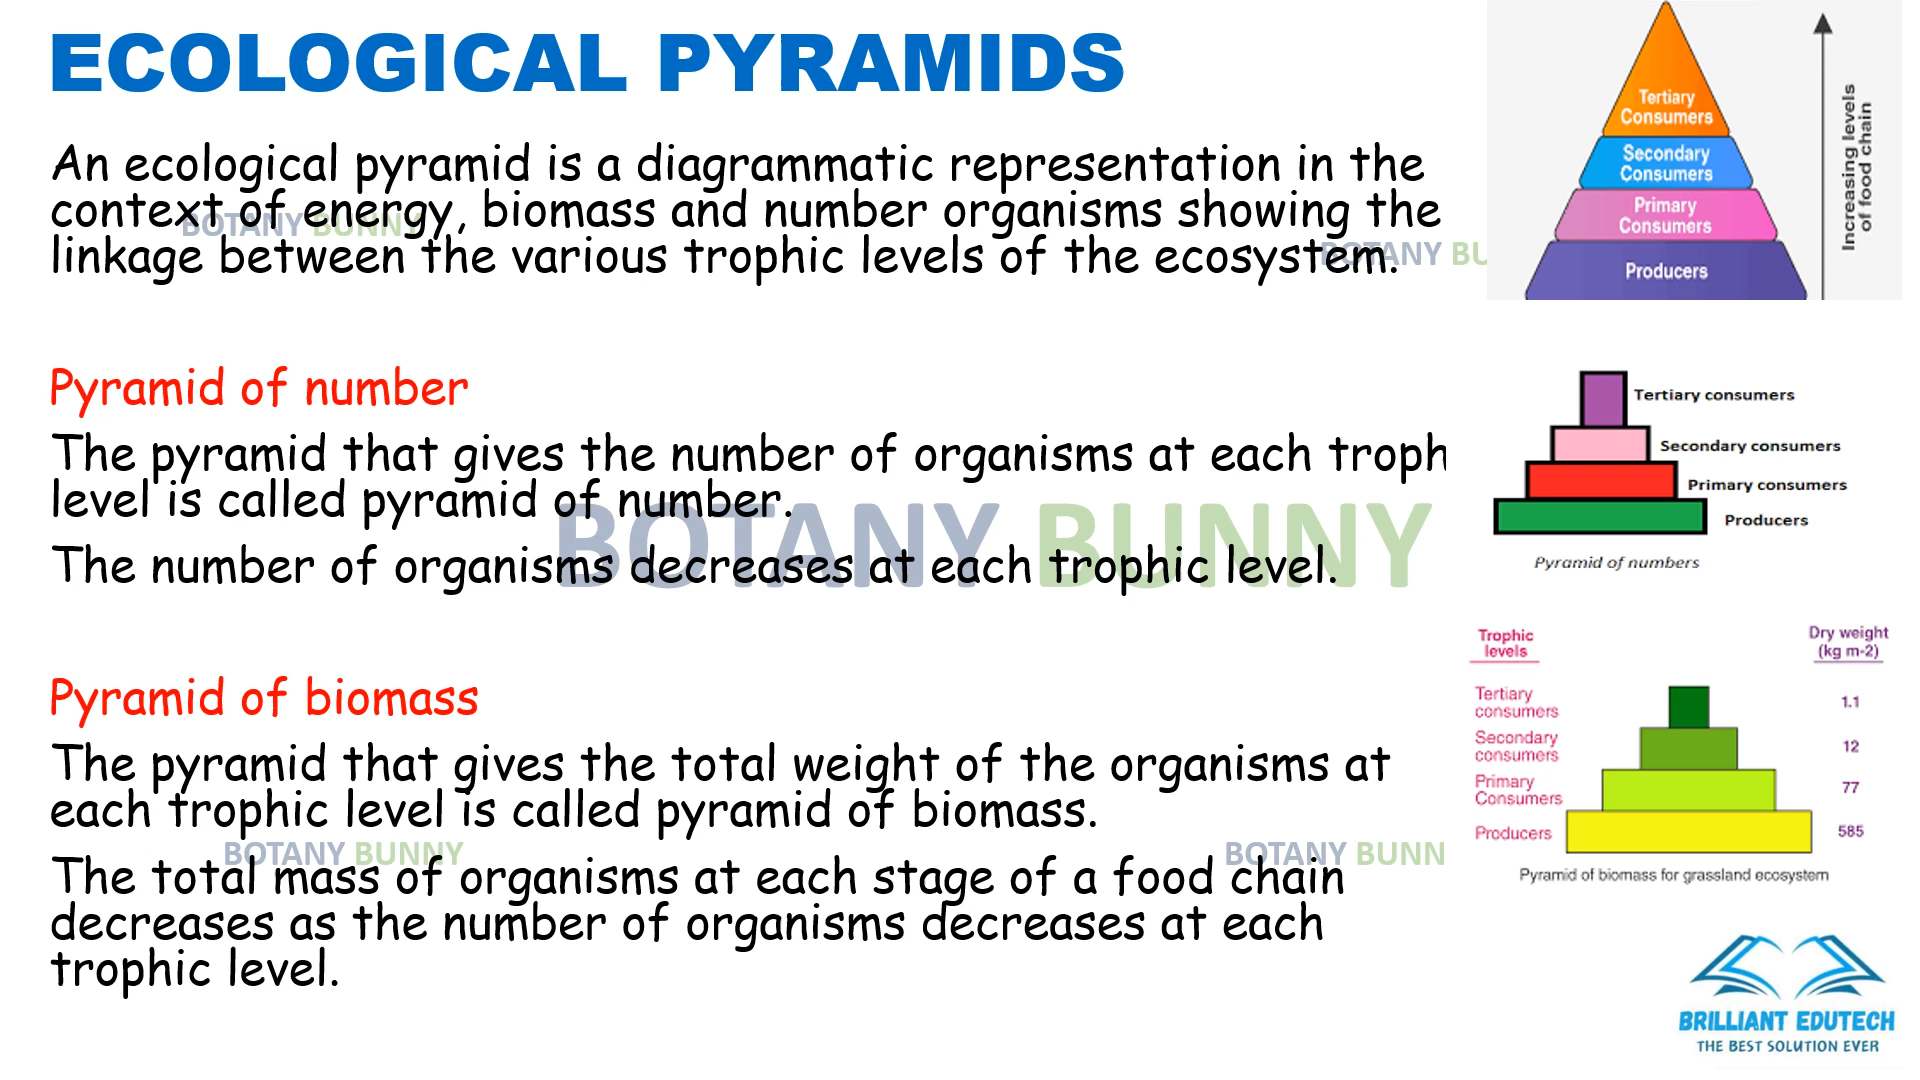 ECOLOGICAL PYRAMIDS
An ecological pyramid is a diagrammatic representation in the
context of energy, biomass and number organisms showing the
linkage between the various trophic levels of the ecosystem.
BOTANY BUNNY
BOTANY BU
Pyramid of number
The pyramid that gives the number of organisms at each troph
level is called pyramid of number.
BOTANY BUNNY
The number of organisms decreases at each trophic level.
Pyramid of biomass
The pyramid that gives the total weight of the organisms at
each trophic level is called pyramid of biomass.
BOTANY BUNNY
BOTANY BUNN
The total mass of organisms at each stage of a food chain
decreases as the number of organisms decreases at each
trophic level.
Tertiary
Consumers
Secondary
Consumers
Primary
Consumers
Producers
Increasing levels
of food chain
Tertiary consumers
Secondary consumers
Primary consumers
Producers
Pyramid of numbers
Trophic
levels
Dry weight
(kg m-2)
Tertiary
consumers
1.1
Secondary
consumers
12
Primary
Consumers
77
Producers
585
Pyramid of biomass for grassland ecosystem
BRILLIANT EDUTECH
THE BEST SOLUTION EVER